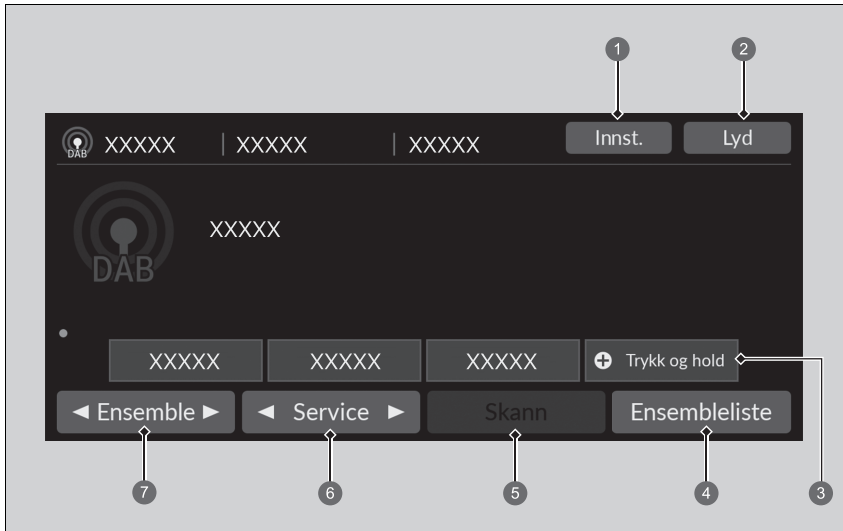 1 2
DAB XXXXX | XXXXX | XXXXX Innst. Lyd
XXXXX
DAB
XXXXX XXXXX XXXXX Trykk og hold
Ensemble Service Skann Ensembleliste
7 6 5 4 3